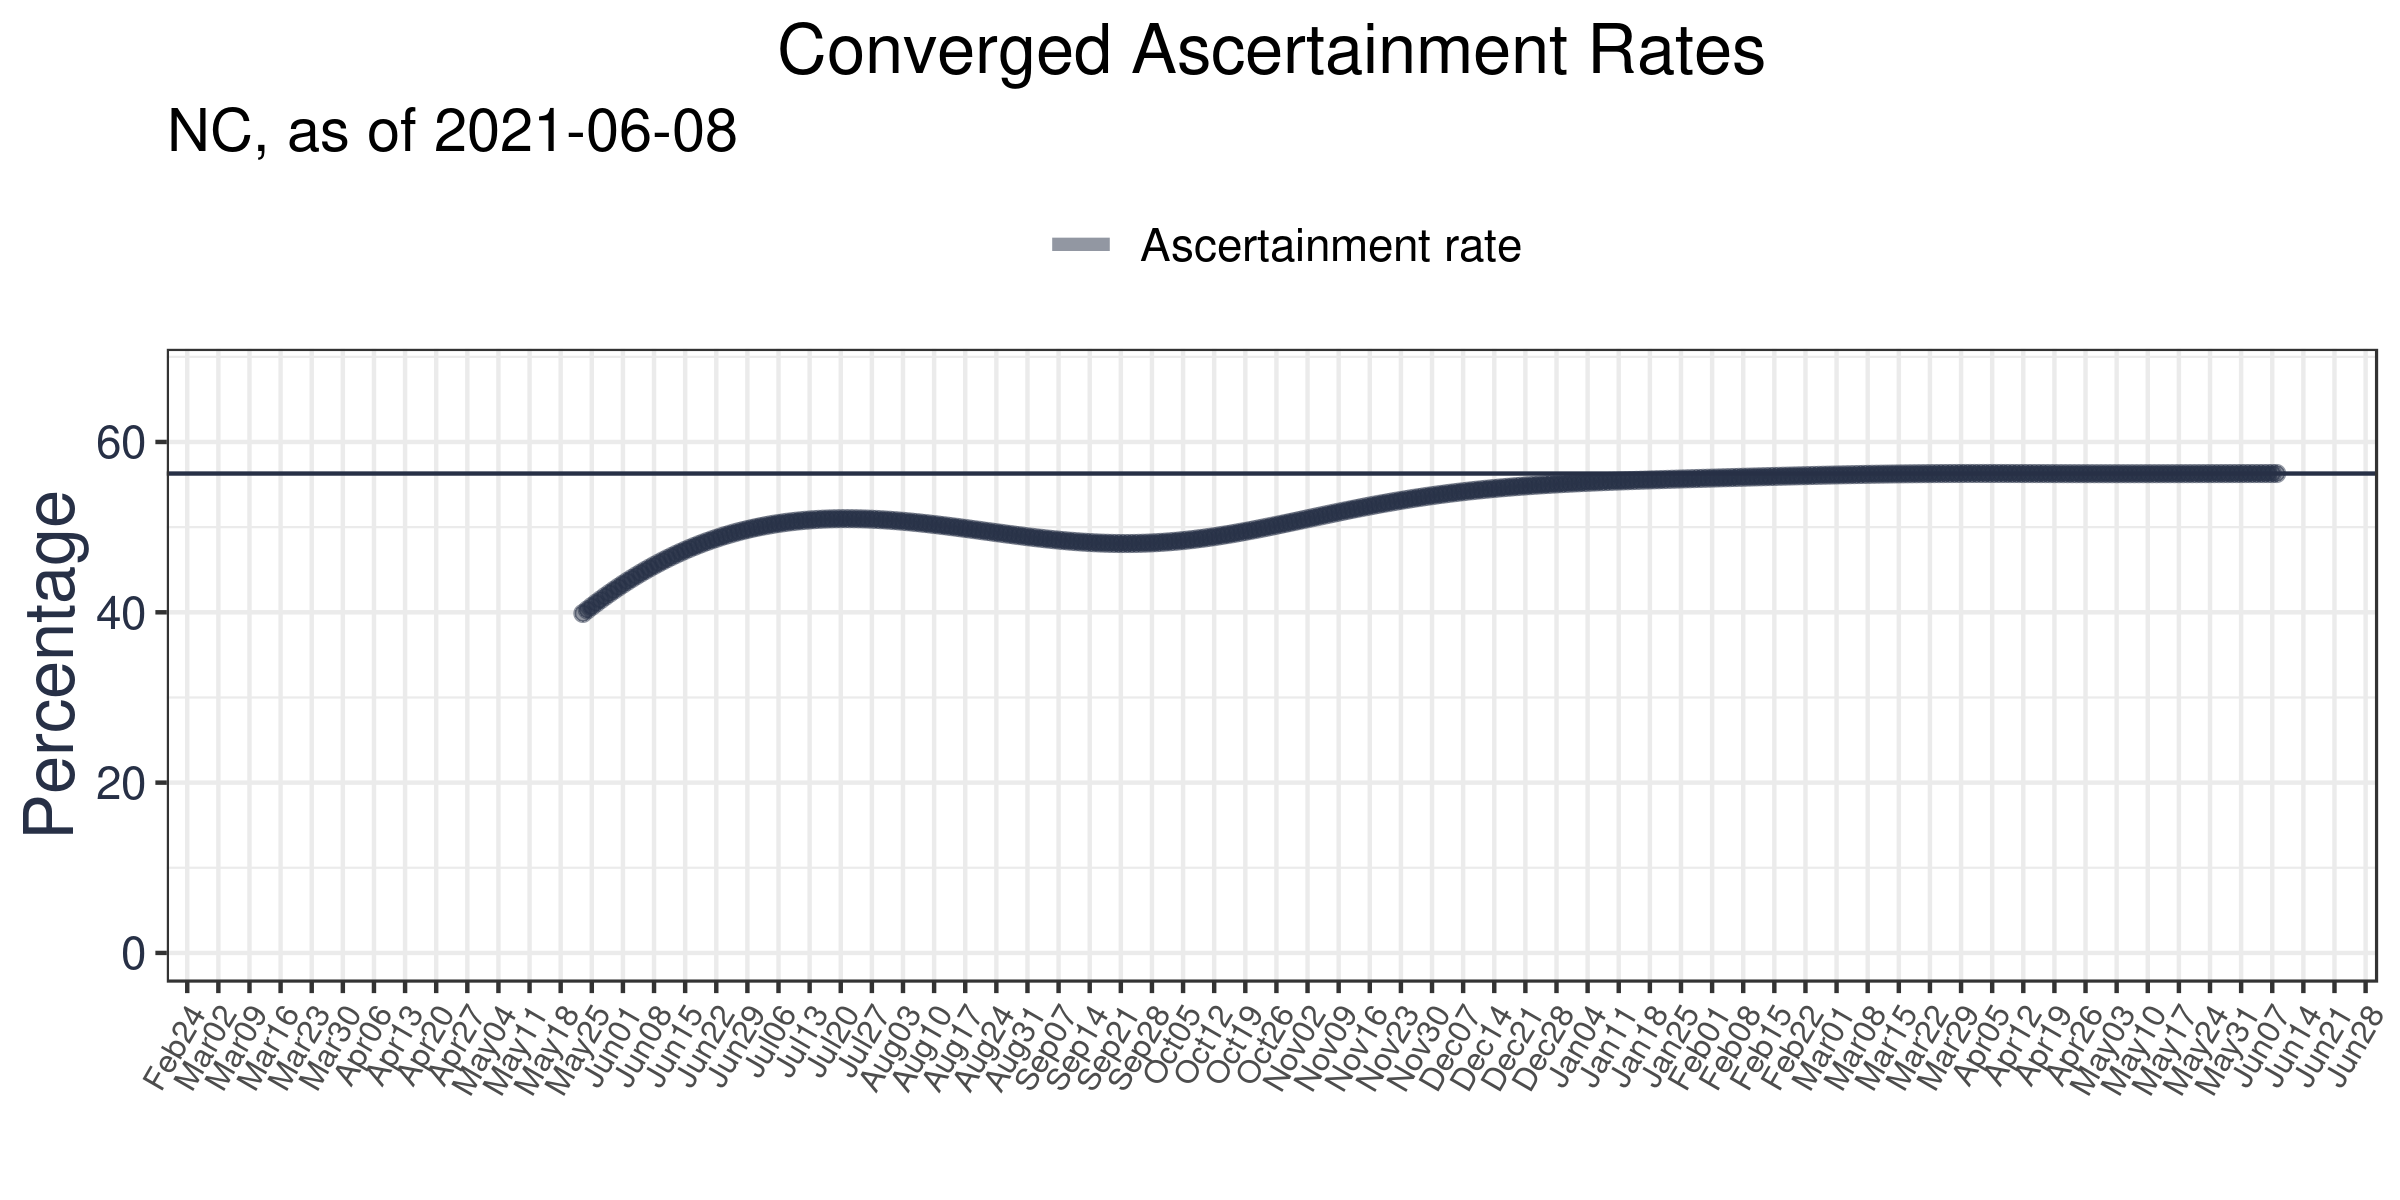 Converged Ascertainment Rates
NC, as of 2021-06-08
Ascertainment rate
Percentage
60
40
20
0
Feb24
Mar02
Mar09
Mar16
Mar23
Mar30
Apr06
Apr13
Apr20
Apr27
May04
May11
May18
May25
Jun01
Jun08
Jun15
Jun22
Jun29
Jul06
Jul13
Jul20
Jul27
Aug03
Aug10
Aug17
Aug24
Aug31
Sep07
Sep14
Sep21
Sep28
Oct05
Oct12
Oct19
Oct26
Nov02
Nov09
Nov16
Nov23
Nov30
Dec07
Dec14
Dec21
Dec28
Jan04
Jan11
Jan18
Jan25
Feb01
Feb08
Feb15
Feb22
Mar01
Mar08
Mar15
Mar22
Mar29
Apr05
Apr12
Apr19
Apr26
May03
May10
May17
May24
May31
Jun07
Jun14
Jun21
Jun28